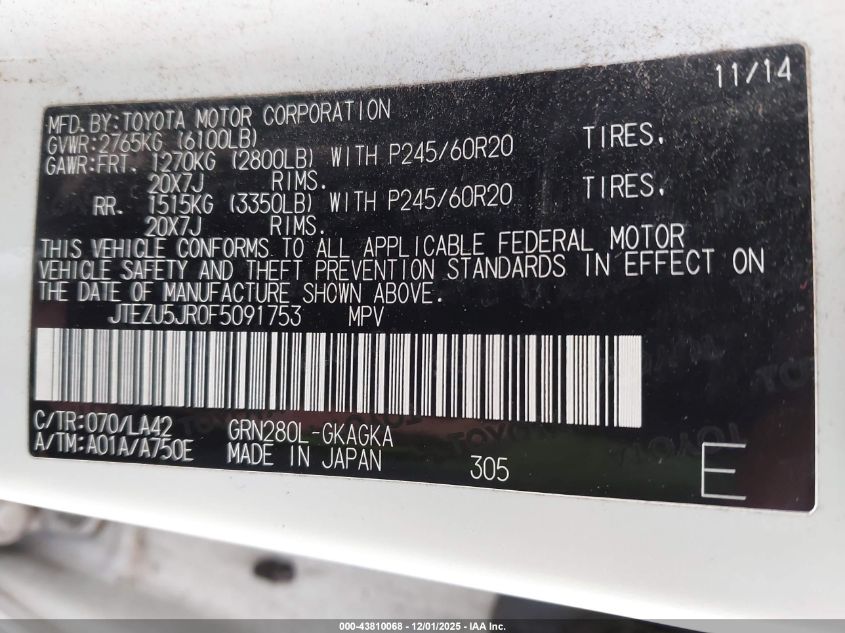 11/14
MFD. BY: TOYOTA MOTOR CORPORATION
GVWR: 2765KG (6100LB)
GAWR: FRT. 1270KG (2800LB) WITH P245/60R20 TIRES,
20X7J RIMS.
RR. 1515KG (3350LB) WITH P245/60R20 TIRES,
20X7J RIMS.
THIS VEHICLE CONFORMS TO ALL APPLICABLE FEDERAL MOTOR
VEHICLE SAFETY AND THEFT PREVENTION STANDARDS IN EFFECT ON
THE DATE OF MANUFACTURE SHOWN ABOVE.
JTEZU5JR0F5091753 MPV
C/TR: 070/LA42 GRN280L-GKAGKA
A/TM: A01A/A750E MADE IN JAPAN 305 E
000-43810068 - 12/01/2025 - IAA Inc.